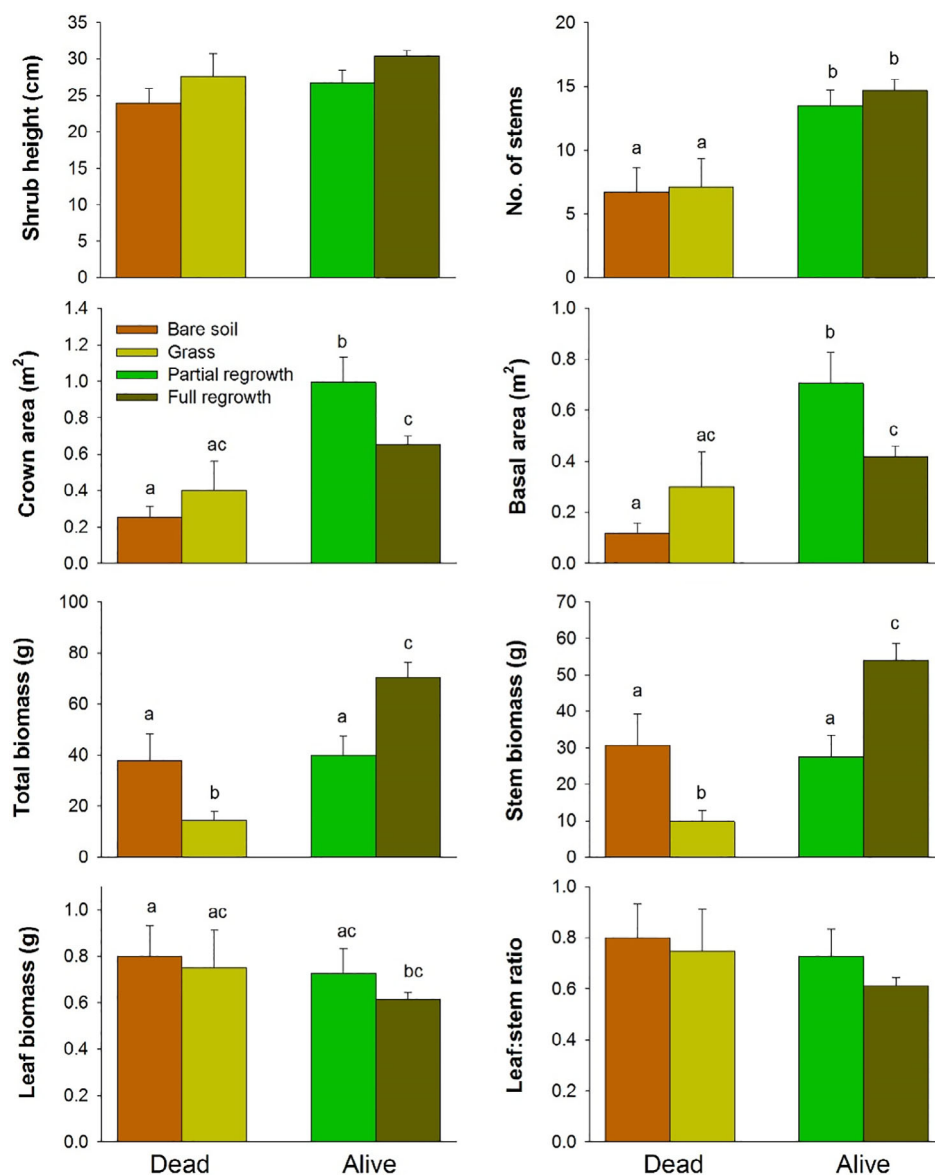 Shrub height (cm)
35
30
25
20
15
10
5
0
No. of stems
20
15
10
5
0
a
a
b
b
Crown area (m²)
1.4
1.2
1.0
0.8
0.6
0.4
0.2
0.0
Bare soil
Grass
Partial regrowth
Full regrowth
a
ac
b
c
Basal area (m²)
1.0
0.8
0.6
0.4
0.2
0.0
a
ac
b
c
Total biomass (g)
100
80
60
40
20
0
a
b
a
c
Stem biomass (g)
70
60
50
40
30
20
10
0
a
b
a
c
Leaf biomass (g)
1.0
0.8
0.6
0.4
0.2
0.0
a
ac
ac
bc
Dead
Alive
Leaf:stem ratio
1.0
0.8
0.6
0.4
0.2
0.0
Dead
Alive